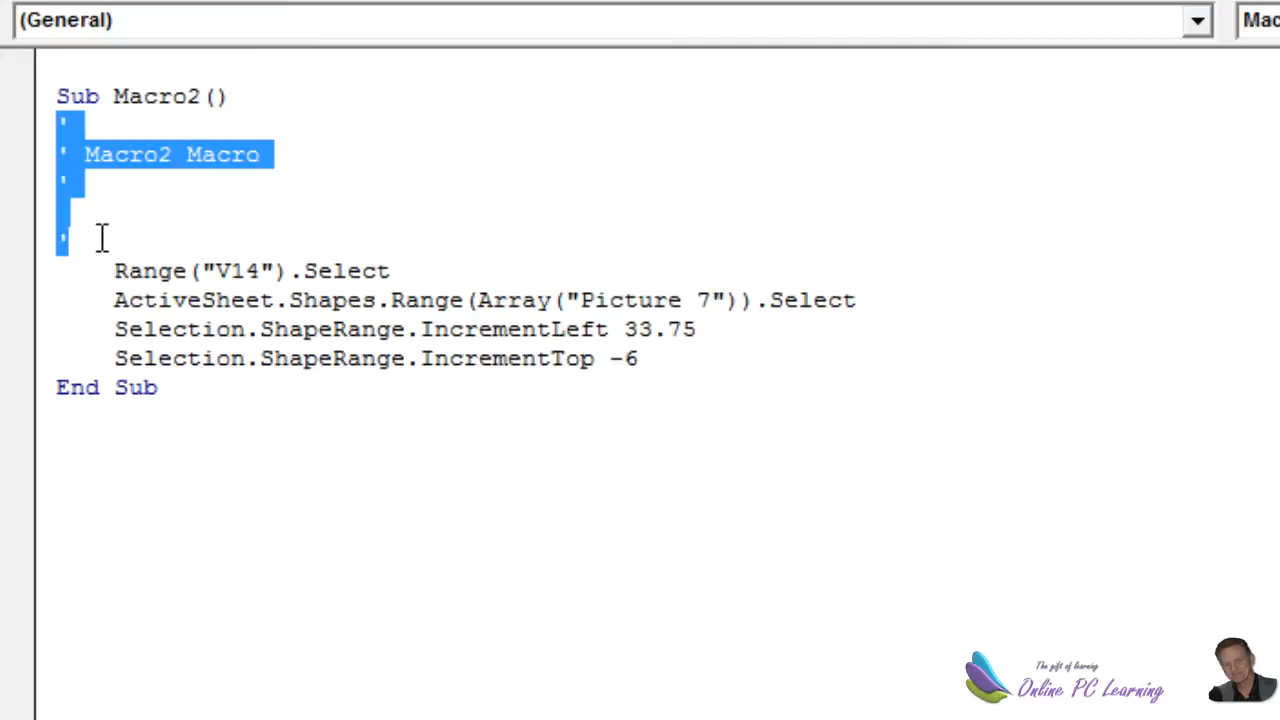 (General)
Mac
Sub Macro2()
'
' Macro2 Macro
'
'
Range("V14").Select
ActiveSheet.Shapes.Range(Array("Picture 7")).Select
Selection.ShapeRange.IncrementLeft 33.75
Selection.ShapeRange.IncrementTop -6
End Sub
The gift of learning
Online PC Learning